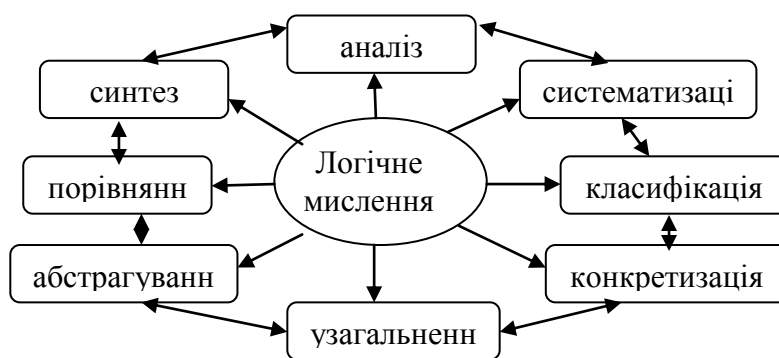 аналіз
синтез
систематизаці
Логічне
мислення
порівнянн
класифікація
абстрагуванн
конкретизація
узагальненн